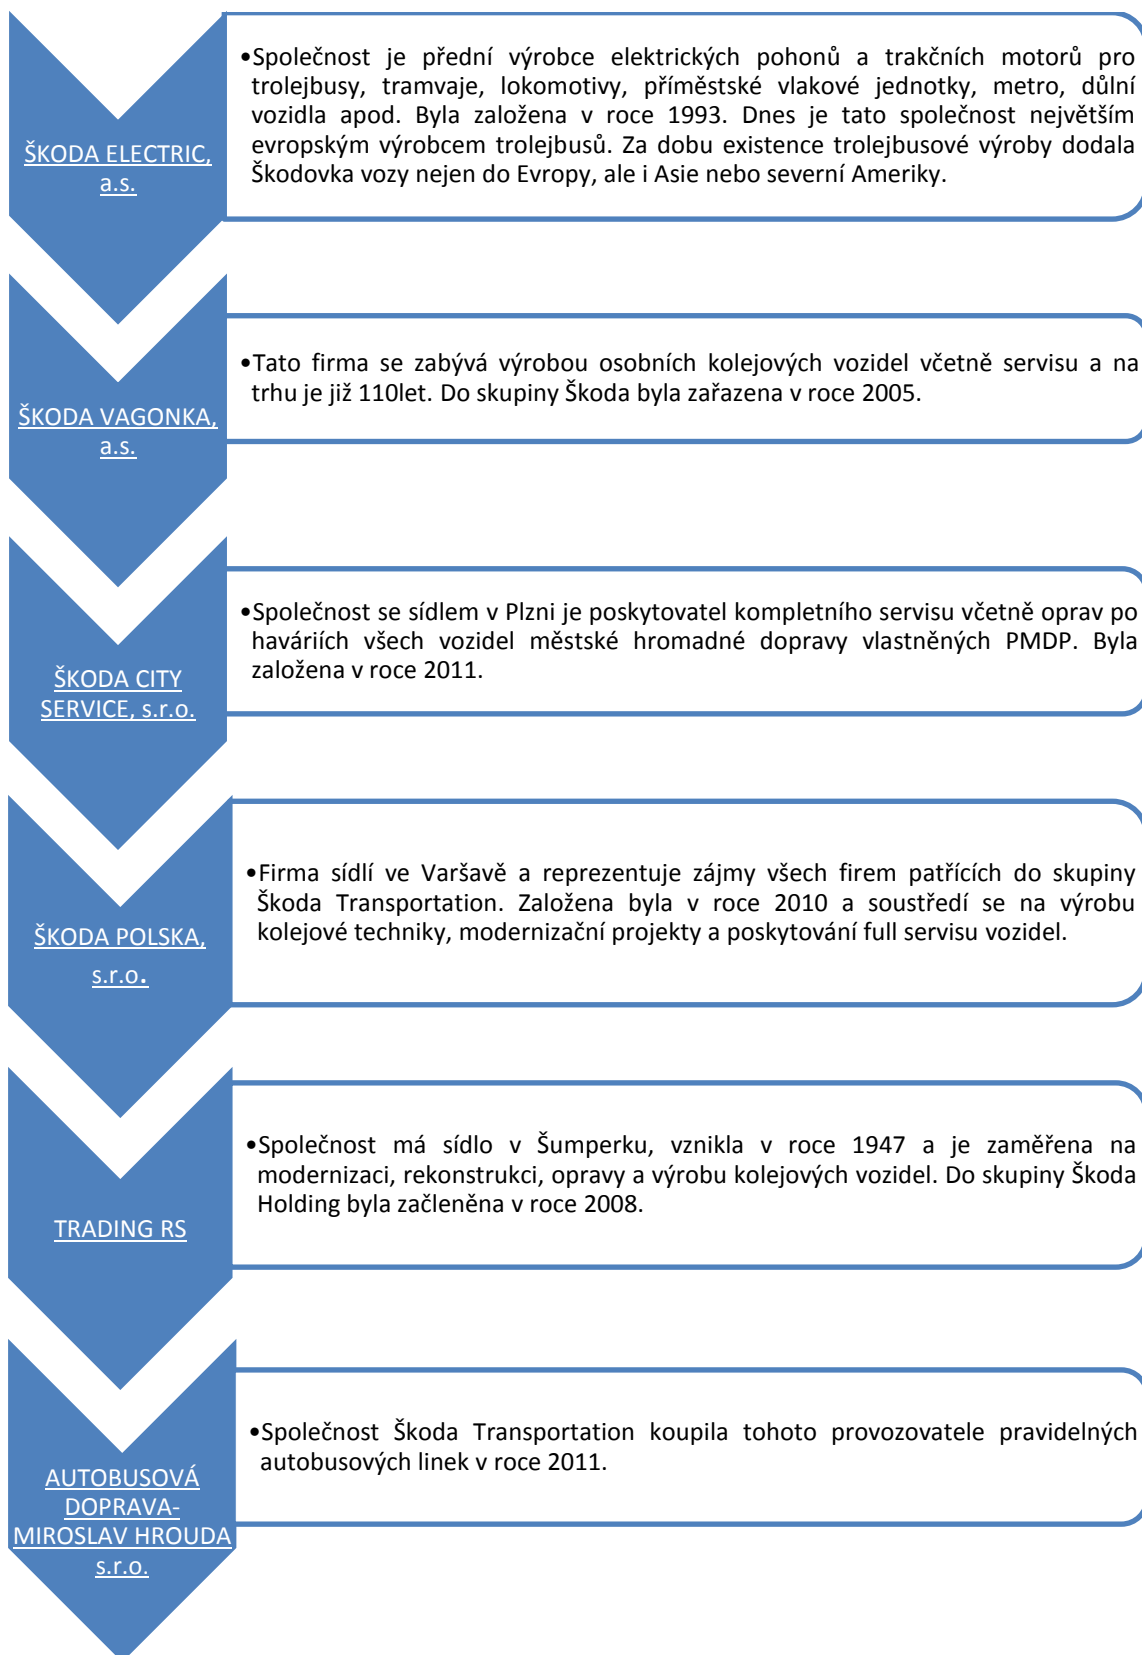 ŠKODA ELECTRIC,
a.s.
•Společnost je přední výrobce elektrických pohonů a trakčních motorů pro
trolejbusy, tramvaje, lokomotivy, příměstské vlakové jednotky, metro, důlní
vozidla apod. Byla založena v roce 1993. Dnes je tato společnost největším
evropským výrobcem trolejbusů. Za dobu existence trolejbusové výroby dodala
Škodovka vozy nejen do Evropy, ale i Asie nebo severní Ameriky.
ŠKODA VAGONKA,
a.s.
•Tato firma se zabývá výrobou osobních kolejových vozidel včetně servisu a na
trhu je již 110let. Do skupiny Škoda byla zařazena v roce 2005.
ŠKODA CITY
SERVICE, s.r.o.
•Společnost se sídlem v Plzni je poskytovatel kompletního servisu včetně oprav po
haváriích všech vozidel městské hromadné dopravy vlastněných PMDP. Byla
založena v roce 2011.
ŠKODA POLSKA,
s.r.o.
•Firma sídlí ve Varšavě a reprezentuje zájmy všech firem patřících do skupiny
Škoda Transportation. Založena byla v roce 2010 a soustředí se na výrobu
kolejové techniky, modernizační projekty a poskytování full servisu vozidel.
TRADING RS
•Společnost má sídlo v Šumperku, vznikla v roce 1947 a je zaměřena na
modernizaci, rekonstrukci, opravy a výrobu kolejových vozidel. Do skupiny Škoda
Holding byla začleněna v roce 2008.
AUTOBUSOVÁ
DOPRAVA-
MIROSLAV HROUDA
s.r.o.
•Společnost Škoda Transportation koupila tohoto provozovatele pravidelných
autobusových linek v roce 2011.